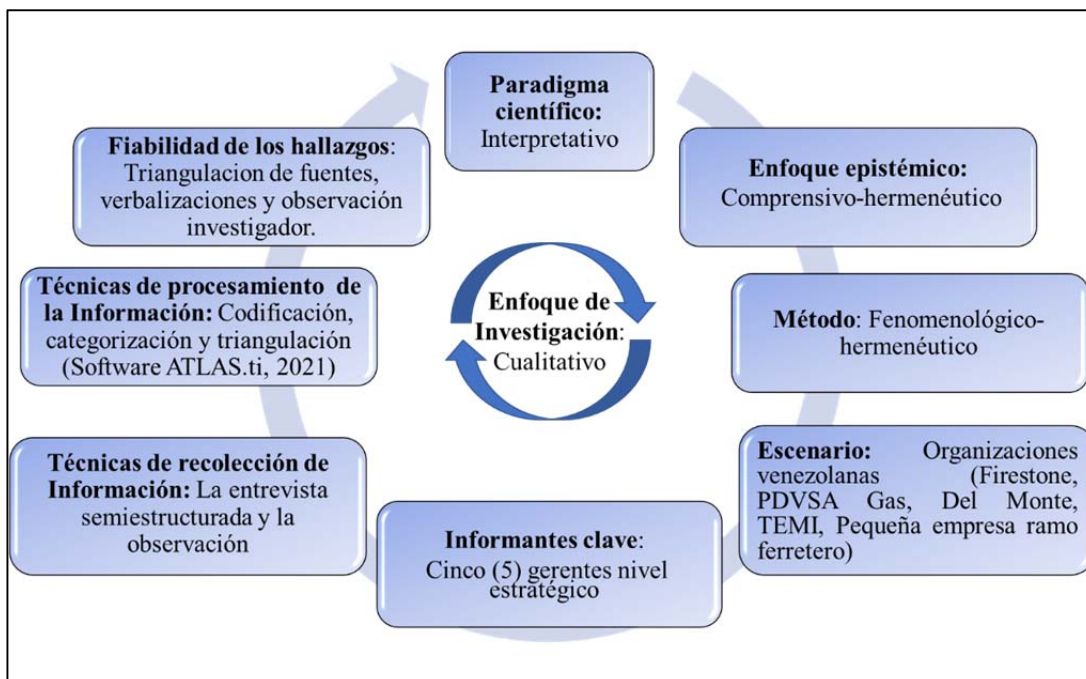 Paradigma
científico:
Interpretativo
Enfoque epistémico:
Comprensivo-hermenéutico
Método: Fenomenológico-
hermenéutico
Escenario: Organizaciones
venezolanas (Firestone,
PDVSA Gas, Del Monte,
TEMI, Pequeña empresa ramo
ferretero)
Informantes clave:
Cinco (5) gerentes nivel
estratégico
Técnicas de recolección de
Información: La entrevista
semiestructurada y la
observación
Técnicas de procesamiento de
la Información: Codificación,
categorización y triangulación
(Software ATLAS.ti, 2021)
Fiabilidad de los hallazgos:
Triangulacion de fuentes,
verbalizaciones y observación
investigador.
Enfoque de
Investigación:
Cualitativo